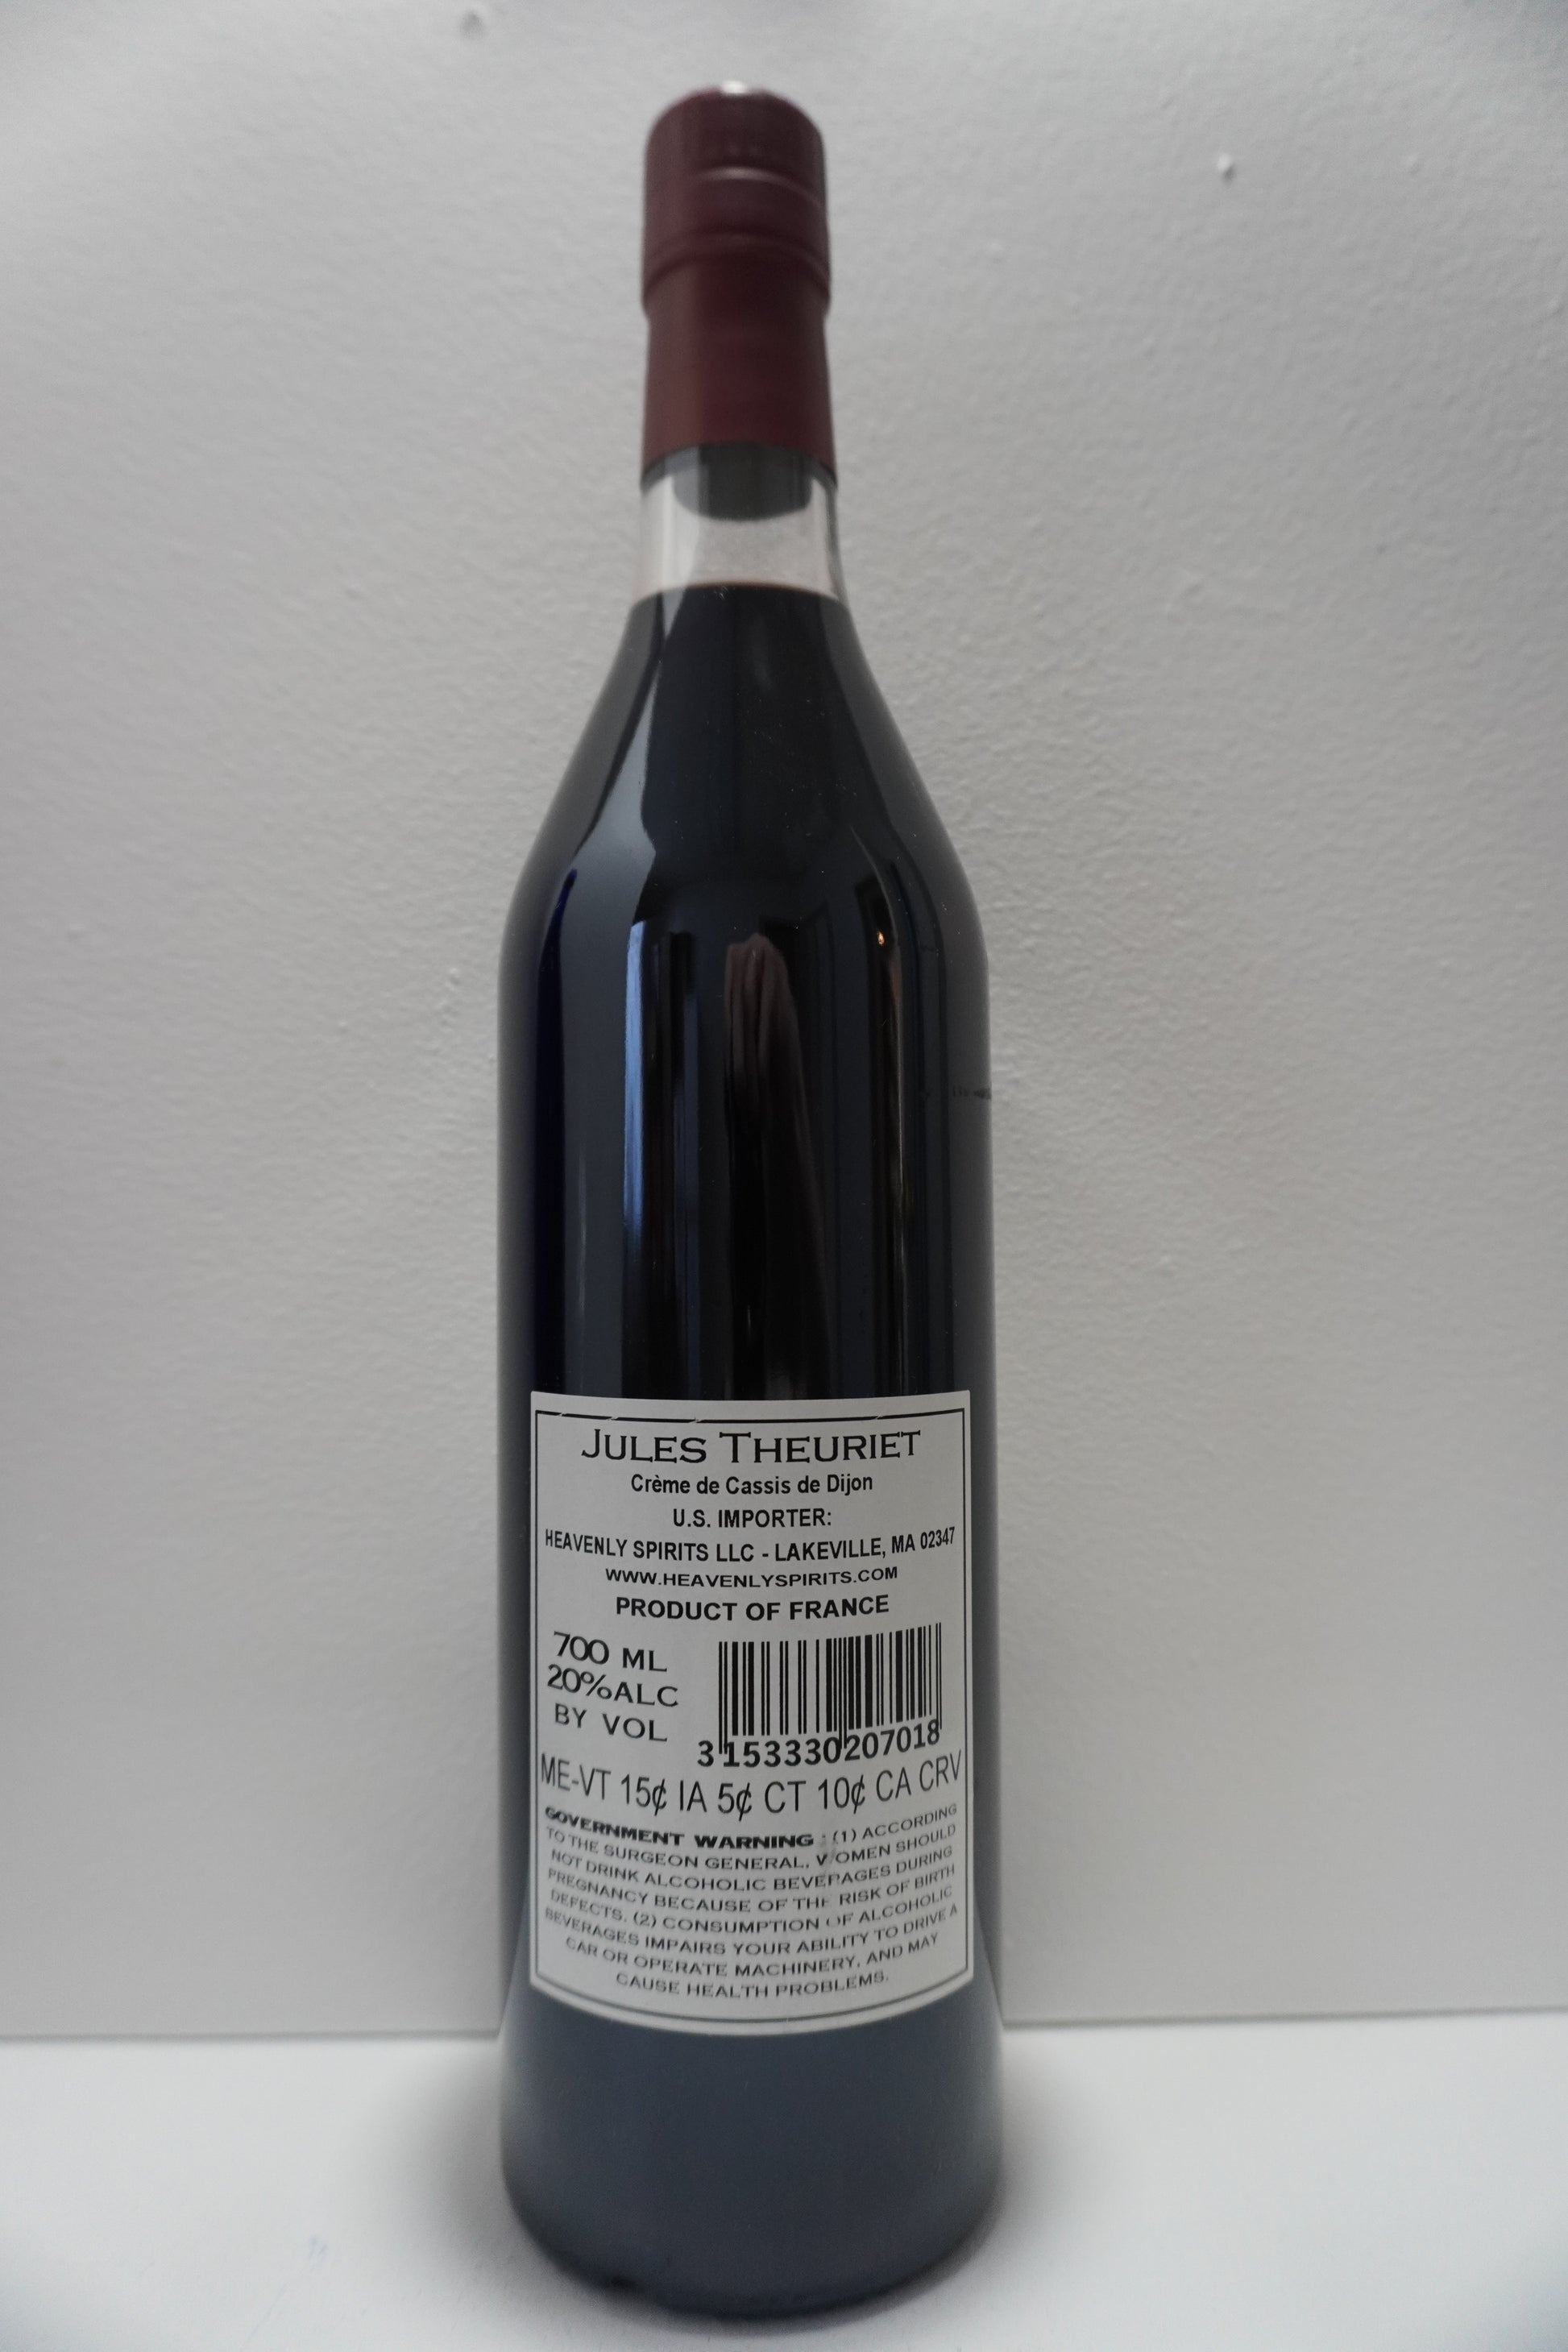 JULES THEURIET
Crème de Cassis de Dijon
U.S. IMPORTER:
HEAVENLY SPIRITS LLC - LAKEVILLE, MA 02347
WWW.HEAVENLYSPIRITS.COM
PRODUCT OF FRANCE
700 ML
20%ALC
BY VOL
3 153330 207018
ME-VT 15¢ IA 5¢ CT 10¢ CA CRV
GOVERNMENT WARNING : (1) ACCORDING
TO THE SURGEON GENERAL, WOMEN SHOULD
NOT DRINK ALCOHOLIC BEVERAGES DURING
PREGNANCY BECAUSE OF THE RISK OF BIRTH
DEFECTS. (2) CONSUMPTION OF ALCOHOLIC
BEVERAGES IMPAIRS YOUR ABILITY TO DRIVE A
CAR OR OPERATE MACHINERY, AND MAY
CAUSE HEALTH PROBLEMS.